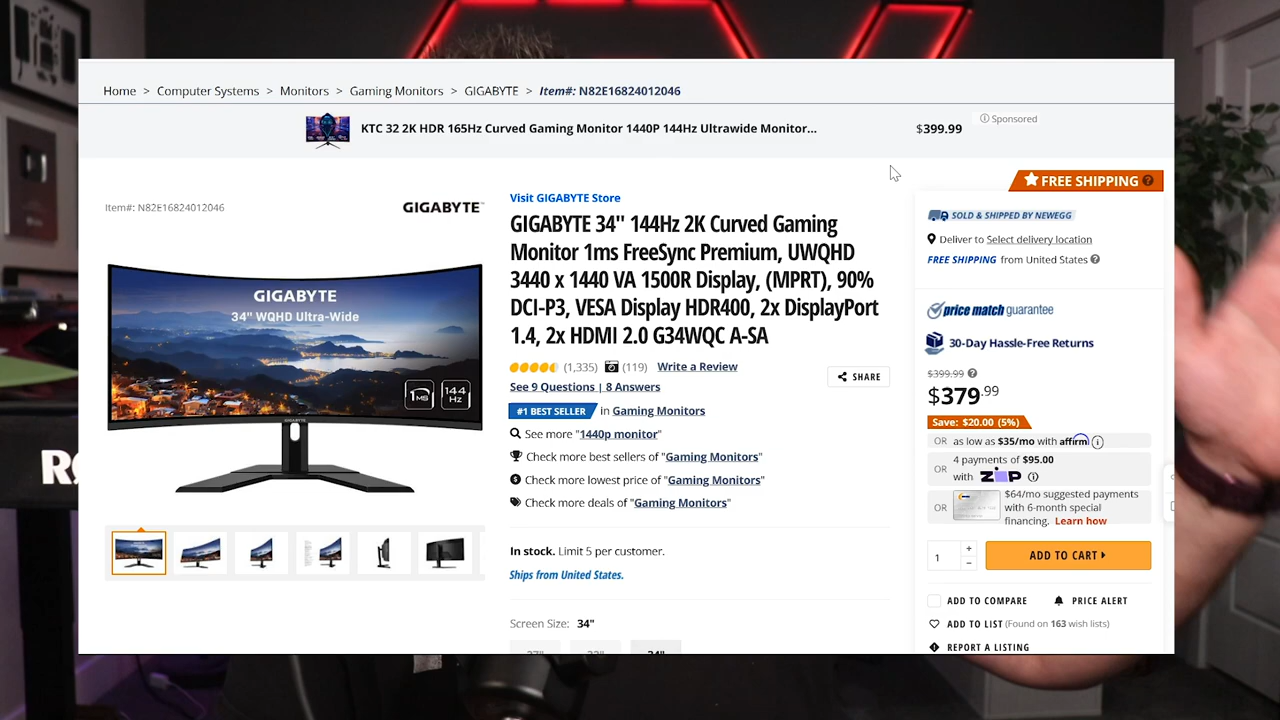 Home > Computer Systems > Monitors > Gaming Monitors > GIGABYTE > Item#: N82E16824012046
KTC 32 2K HDR 165Hz Curved Gaming Monitor 1440P 144Hz Ultrawide Monitor...
$399.99
Sponsored
Item#: N82E16824012046
GIGABYTE™
GIGABYTE
34" WQHD Ultra-Wide
1MS
144 Hz
GIGABYTE
Visit GIGABYTE Store
GIGABYTE 34" 144Hz 2K Curved Gaming
Monitor 1ms FreeSync Premium, UWQHD
3440 x 1440 VA 1500R Display, (MPRT), 90%
DCI-P3, VESA Display HDR400, 2x DisplayPort
1.4, 2x HDMI 2.0 G34WQC A-SA
(1,335) (119) Write a Review
See 9 Questions | 8 Answers
SHARE
#1 BEST SELLER in Gaming Monitors
See more "1440p monitor"
Check more best sellers of "Gaming Monitors"
Check more lowest price of "Gaming Monitors"
Check more deals of "Gaming Monitors"
In stock. Limit 5 per customer.
Ships from United States.
Screen Size: 34"
27" 32" 34"
FREE SHIPPING ?
SOLD & SHIPPED BY NEWEGG
Deliver to Select delivery location
FREE SHIPPING from United States ?
price match guarantee
30-Day Hassle-Free Returns
$399.99 ?
$379.99
Save: $20.00 (5%)
OR as low as $35/mo with affirm
OR 4 payments of $95.00
with ZIP
OR $64/mo suggested payments
with 6-month special
financing. Learn how
1 + −
ADD TO CART
ADD TO COMPARE
PRICE ALERT
ADD TO LIST (Found on 163 wish lists)
REPORT A LISTING